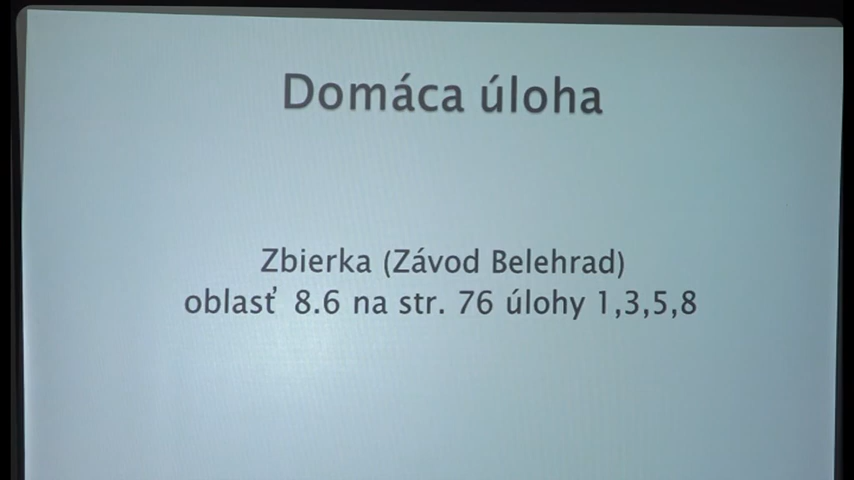 Domáca úloha
Zbierka (Závod Belehrad)
oblasť 8.6 na str. 76 úlohy 1,3,5,8